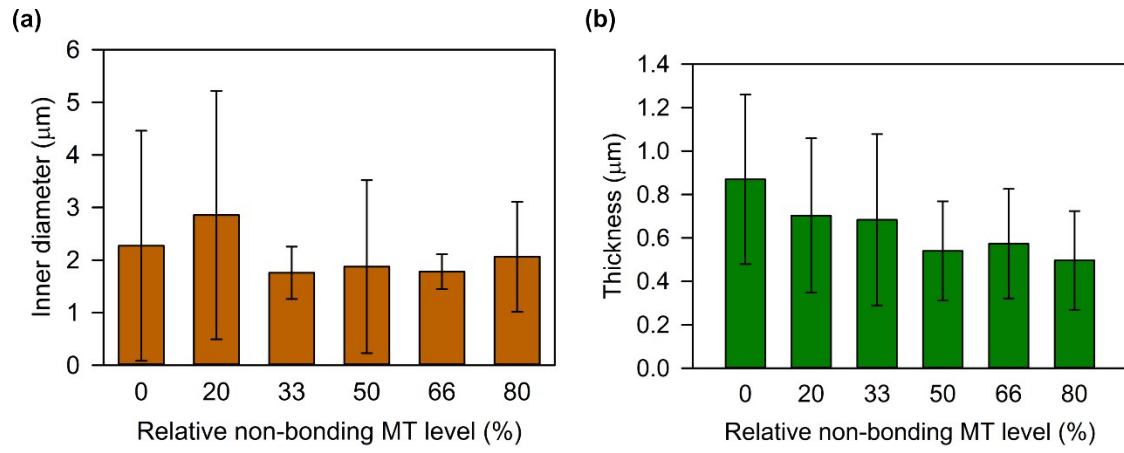 (a)
6
5
4
3
2
1
0
Inner diameter (μm)
0 20 33 50 66 80
Relative non-bonding MT level (%)
(b)
1.4
1.2
1.0
0.8
0.6
0.4
0.2
0.0
Thickness (μm)
0 20 33 50 66 80
Relative non-bonding MT level (%)